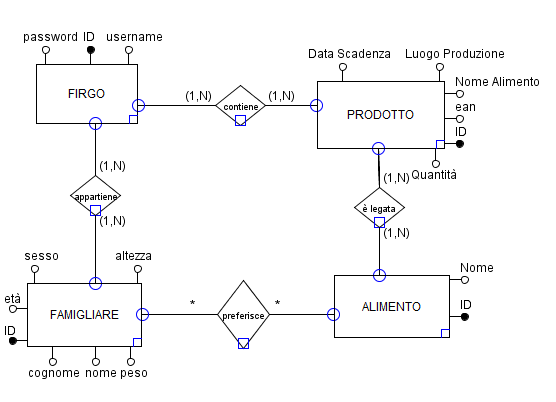 password ID username
Data Scadenza Luogo Produzione
FIRGO
(1,N) contiene (1,N)
PRODOTTO
Nome Alimento
ean
ID
Quantità
(1,N)
appartiene
(1,N)
(1,N)
è legata
(1,N)
sesso altezza
età
ID
FAMIGLIARE
cognome nome peso
* preferisce *
ALIMENTO
Nome
ID